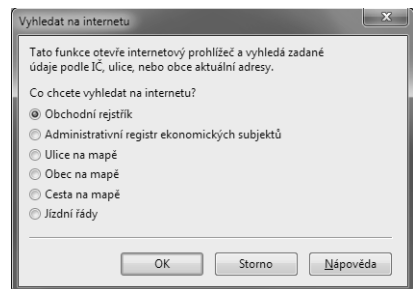 Vyhledat na internetu
Tato funkce otevře internetový prohlížeč a vyhledá zadané
údaje podle IČ, ulice, nebo obce aktuální adresy.
Co chcete vyhledat na internetu?
Obchodní rejstřík
Administrativní registr ekonomických subjektů
Ulice na mapě
Obec na mapě
Cesta na mapě
Jízdní řády
OK Storno Nápověda